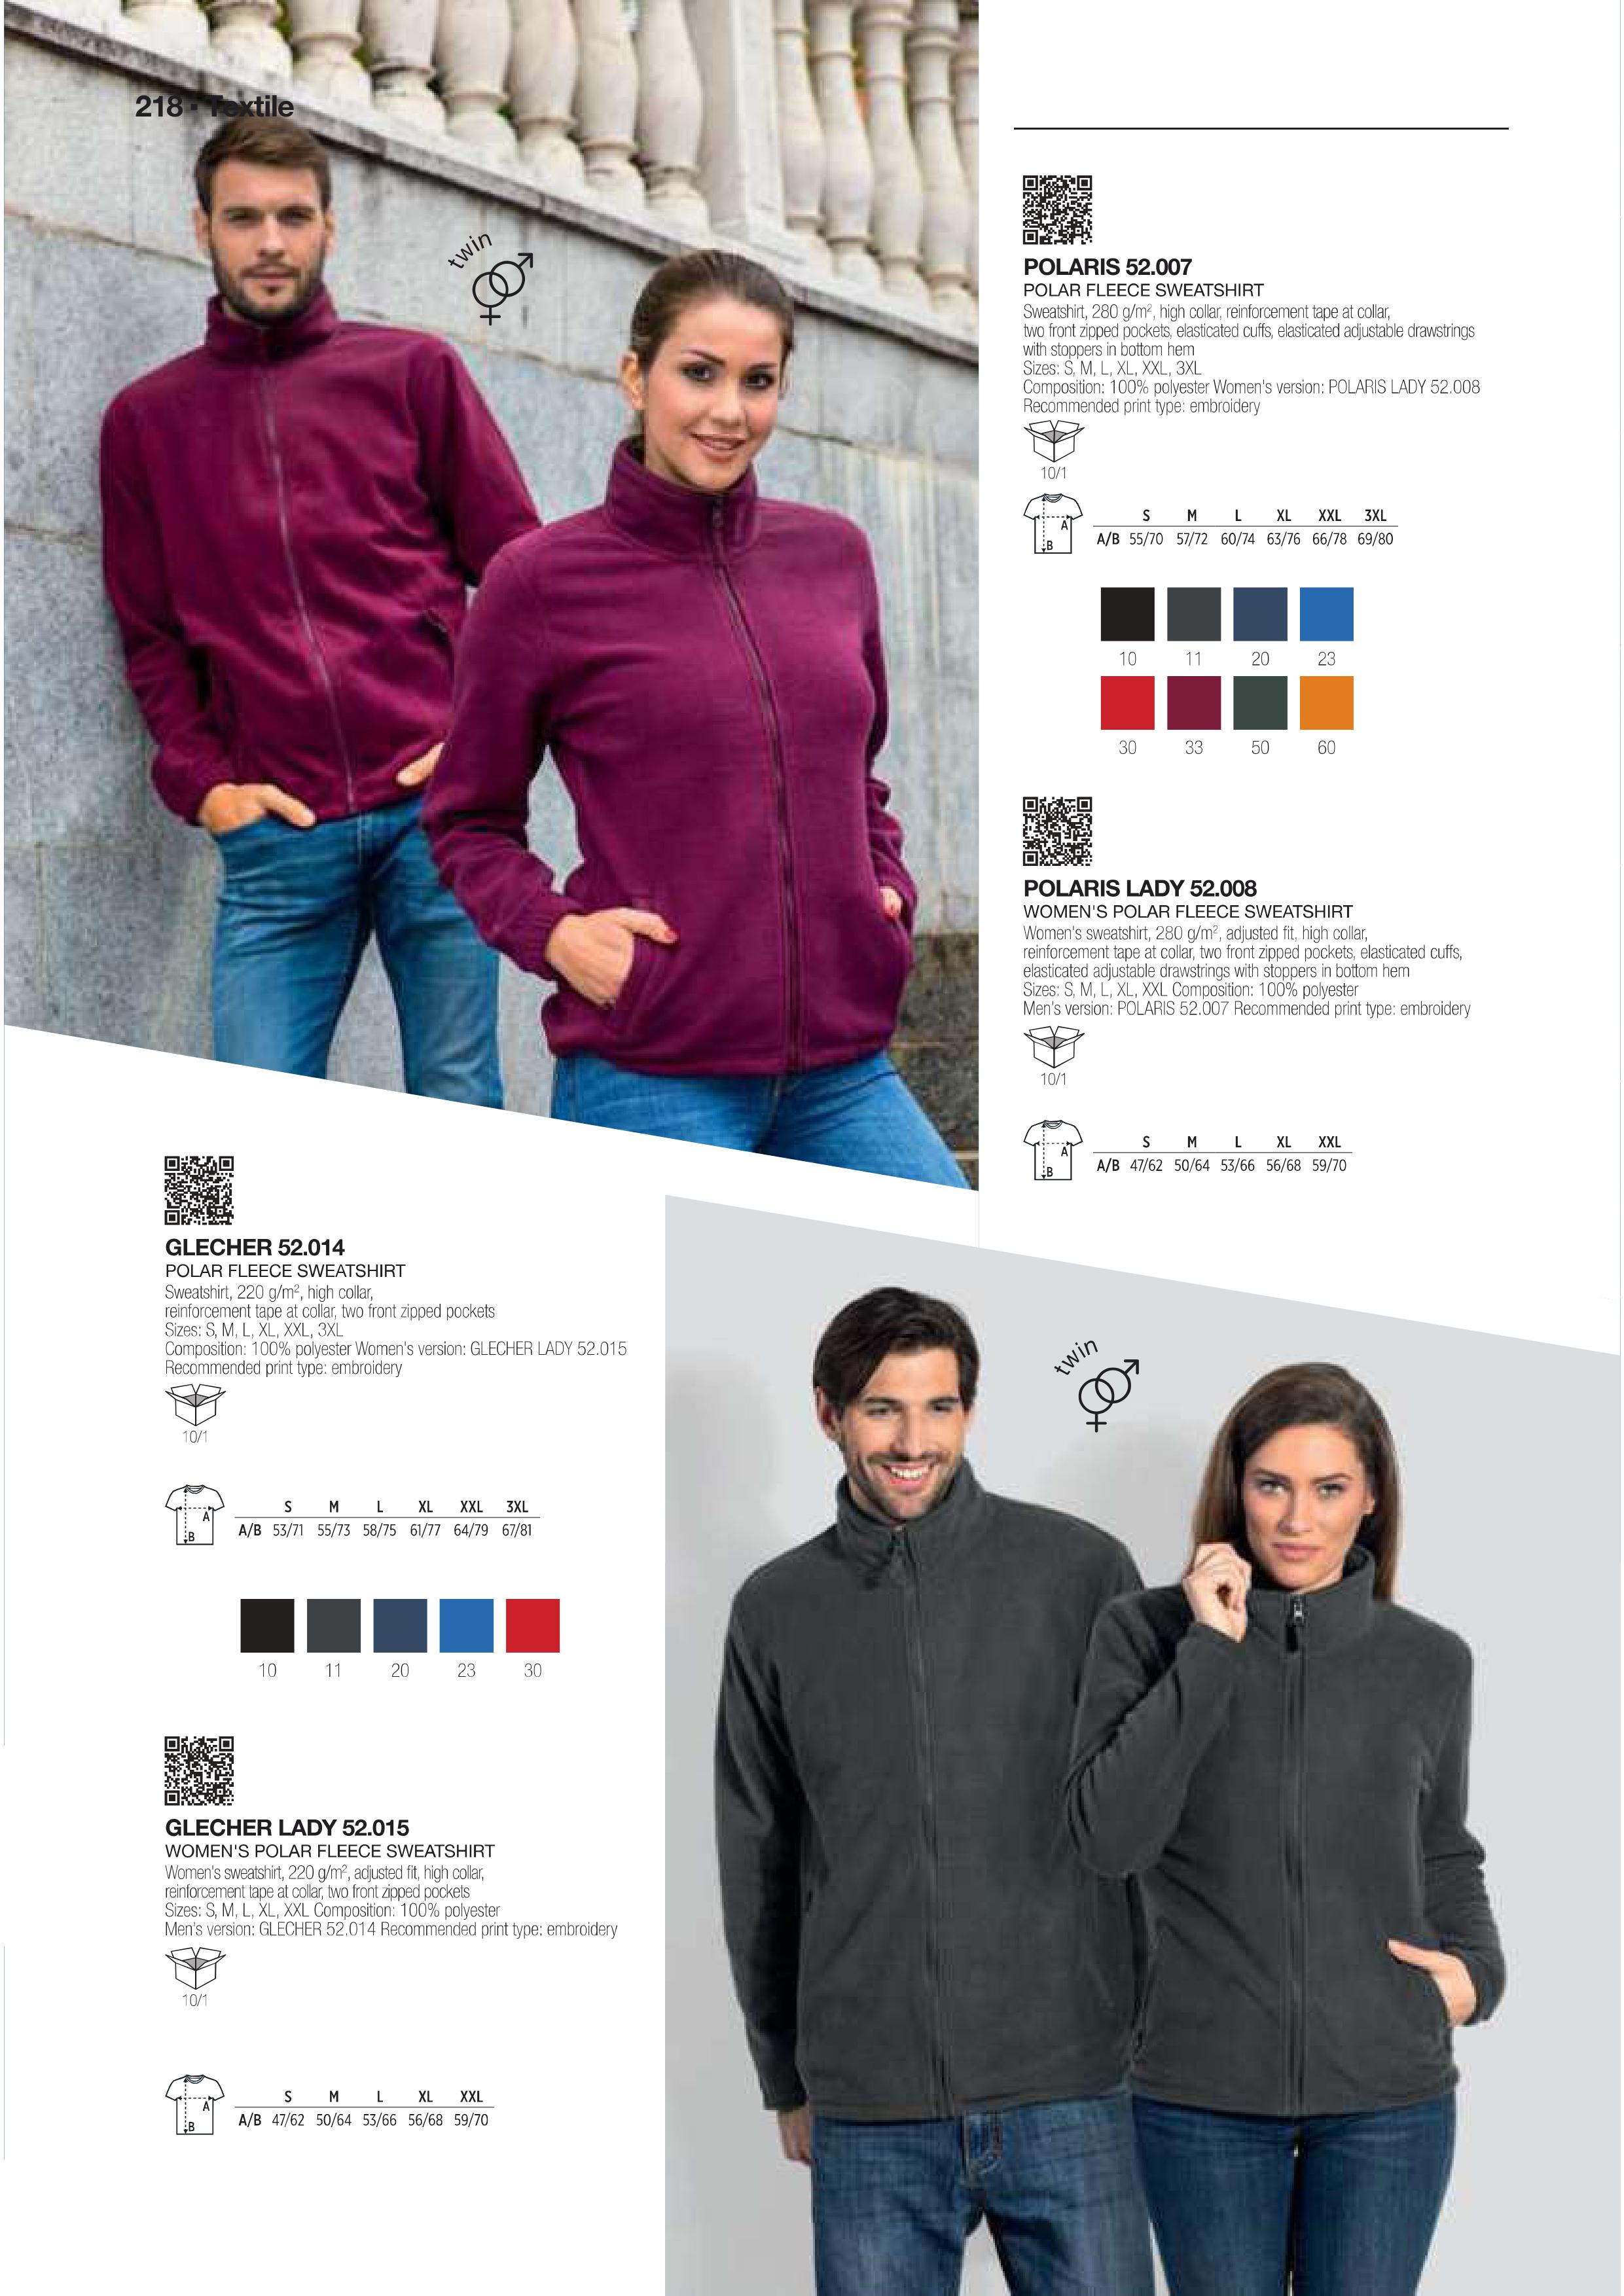 218 ▪ Textile
twin
POLARIS 52.007
POLAR FLEECE SWEATSHIRT
Sweatshirt, 280 g/m², high collar, reinforcement tape at collar,
two front zipped pockets, elasticated cuffs, elasticated adjustable drawstrings
with stoppers in bottom hem
Sizes: S, M, L, XL, XXL, 3XL
Composition: 100% polyester Women's version: POLARIS LADY 52.008
Recommended print type: embroidery
10/1
A
B
S M L XL XXL 3XL
A/B 55/70 57/72 60/74 63/76 66/78 69/80
10 11 20 23
30 33 50 60
POLARIS LADY 52.008
WOMEN'S POLAR FLEECE SWEATSHIRT
Women's sweatshirt, 280 g/m², adjusted fit, high collar,
reinforcement tape at collar, two front zipped pockets, elasticated cuffs,
elasticated adjustable drawstrings with stoppers in bottom hem
Sizes: S, M, L, XL, XXL Composition: 100% polyester
Men's version: POLARIS 52.007 Recommended print type: embroidery
10/1
A
B
S M L XL XXL
A/B 47/62 50/64 53/66 56/68 59/70
GLECHER 52.014
POLAR FLEECE SWEATSHIRT
Sweatshirt, 220 g/m², high collar,
reinforcement tape at collar, two front zipped pockets
Sizes: S, M, L, XL, XXL, 3XL
Composition: 100% polyester Women's version: GLECHER LADY 52.015
Recommended print type: embroidery
10/1
A
B
S M L XL XXL 3XL
A/B 53/71 55/73 58/75 61/77 64/79 67/81
10 11 20 23 30
twin
GLECHER LADY 52.015
WOMEN'S POLAR FLEECE SWEATSHIRT
Women's sweatshirt, 220 g/m², adjusted fit, high collar,
reinforcement tape at collar, two front zipped pockets
Sizes: S, M, L, XL, XXL Composition: 100% polyester
Men's version: GLECHER 52.014 Recommended print type: embroidery
10/1
A
B
S M L XL XXL
A/B 47/62 50/64 53/66 56/68 59/70